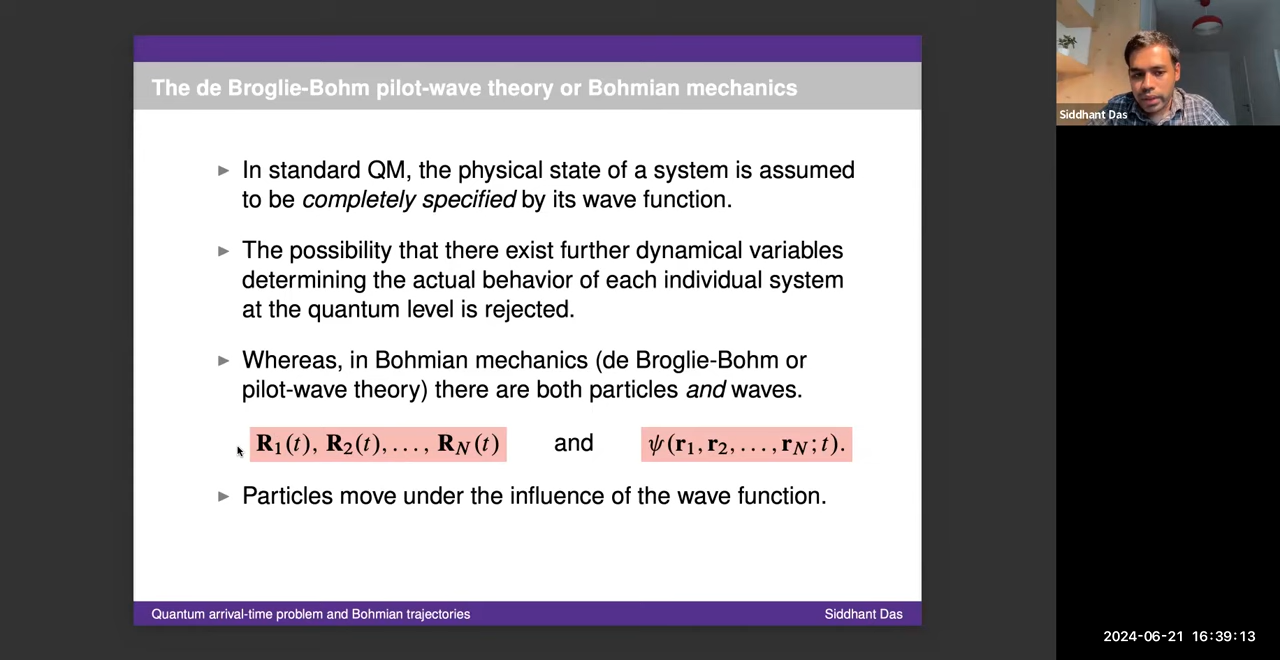 The de Broglie-Bohm pilot-wave theory or Bohmian mechanics
▶ In standard QM, the physical state of a system is assumed
to be completely specified by its wave function.
▶ The possibility that there exist further dynamical variables
determining the actual behavior of each individual system
at the quantum level is rejected.
▶ Whereas, in Bohmian mechanics (de Broglie-Bohm or
pilot-wave theory) there are both particles and waves.
R₁(t), R₂(t), . . . , R_N(t) and ψ(r₁, r₂, . . . , r_N; t).
▶ Particles move under the influence of the wave function.
Quantum arrival-time problem and Bohmian trajectories Siddhant Das
Siddhant Das
2024-06-21 16:39:13